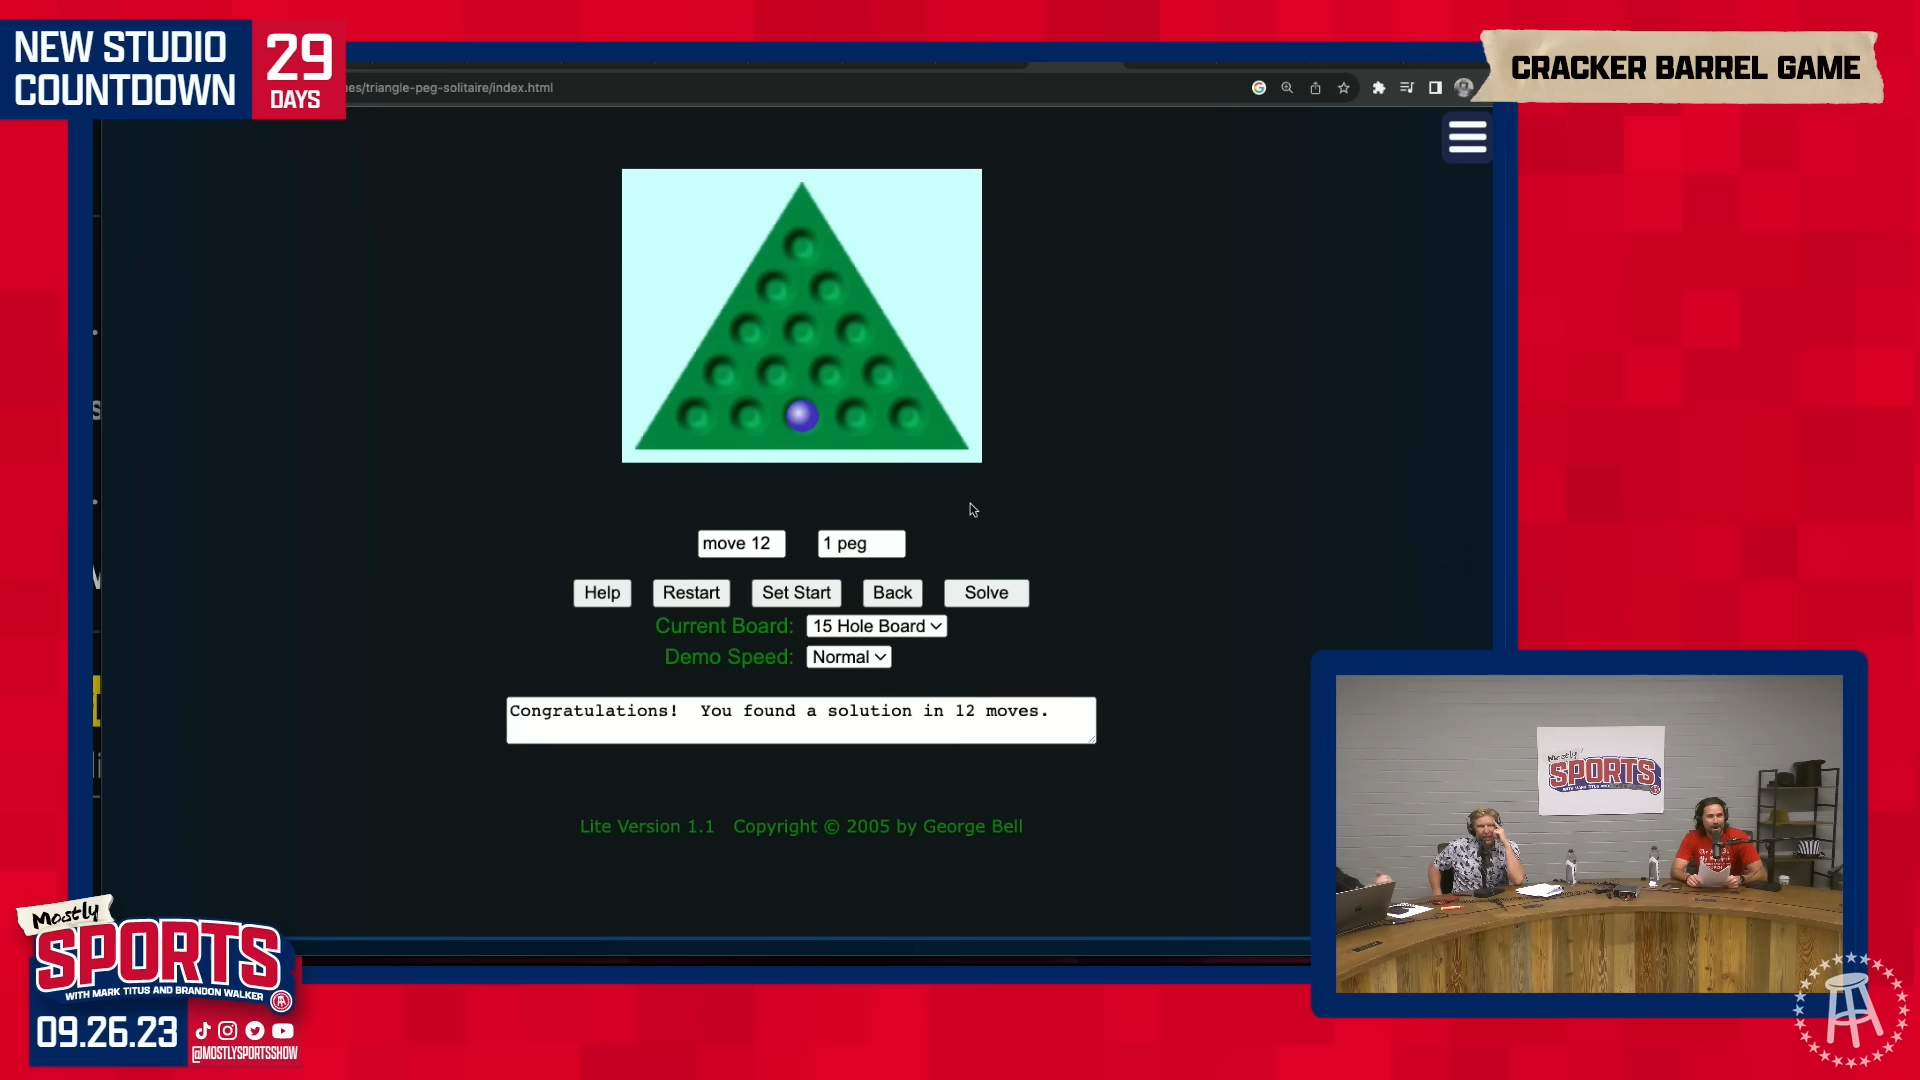 NEW STUDIO
COUNTDOWN
29
DAYS
es/triangle-peg-solitaire/index.html
CRACKER BARREL GAME
move 12
1 peg
Help
Restart
Set Start
Back
Solve
Current Board:
15 Hole Board
Demo Speed:
Normal
Congratulations! You found a solution in 12 moves.
Lite Version 1.1 Copyright © 2005 by George Bell
Mostly
SPORTS
Mostly
SPORTS
WITH MARK TITUS AND BRANDON WALKER
09.26.23
@MOSTLYSPORTSSHOW